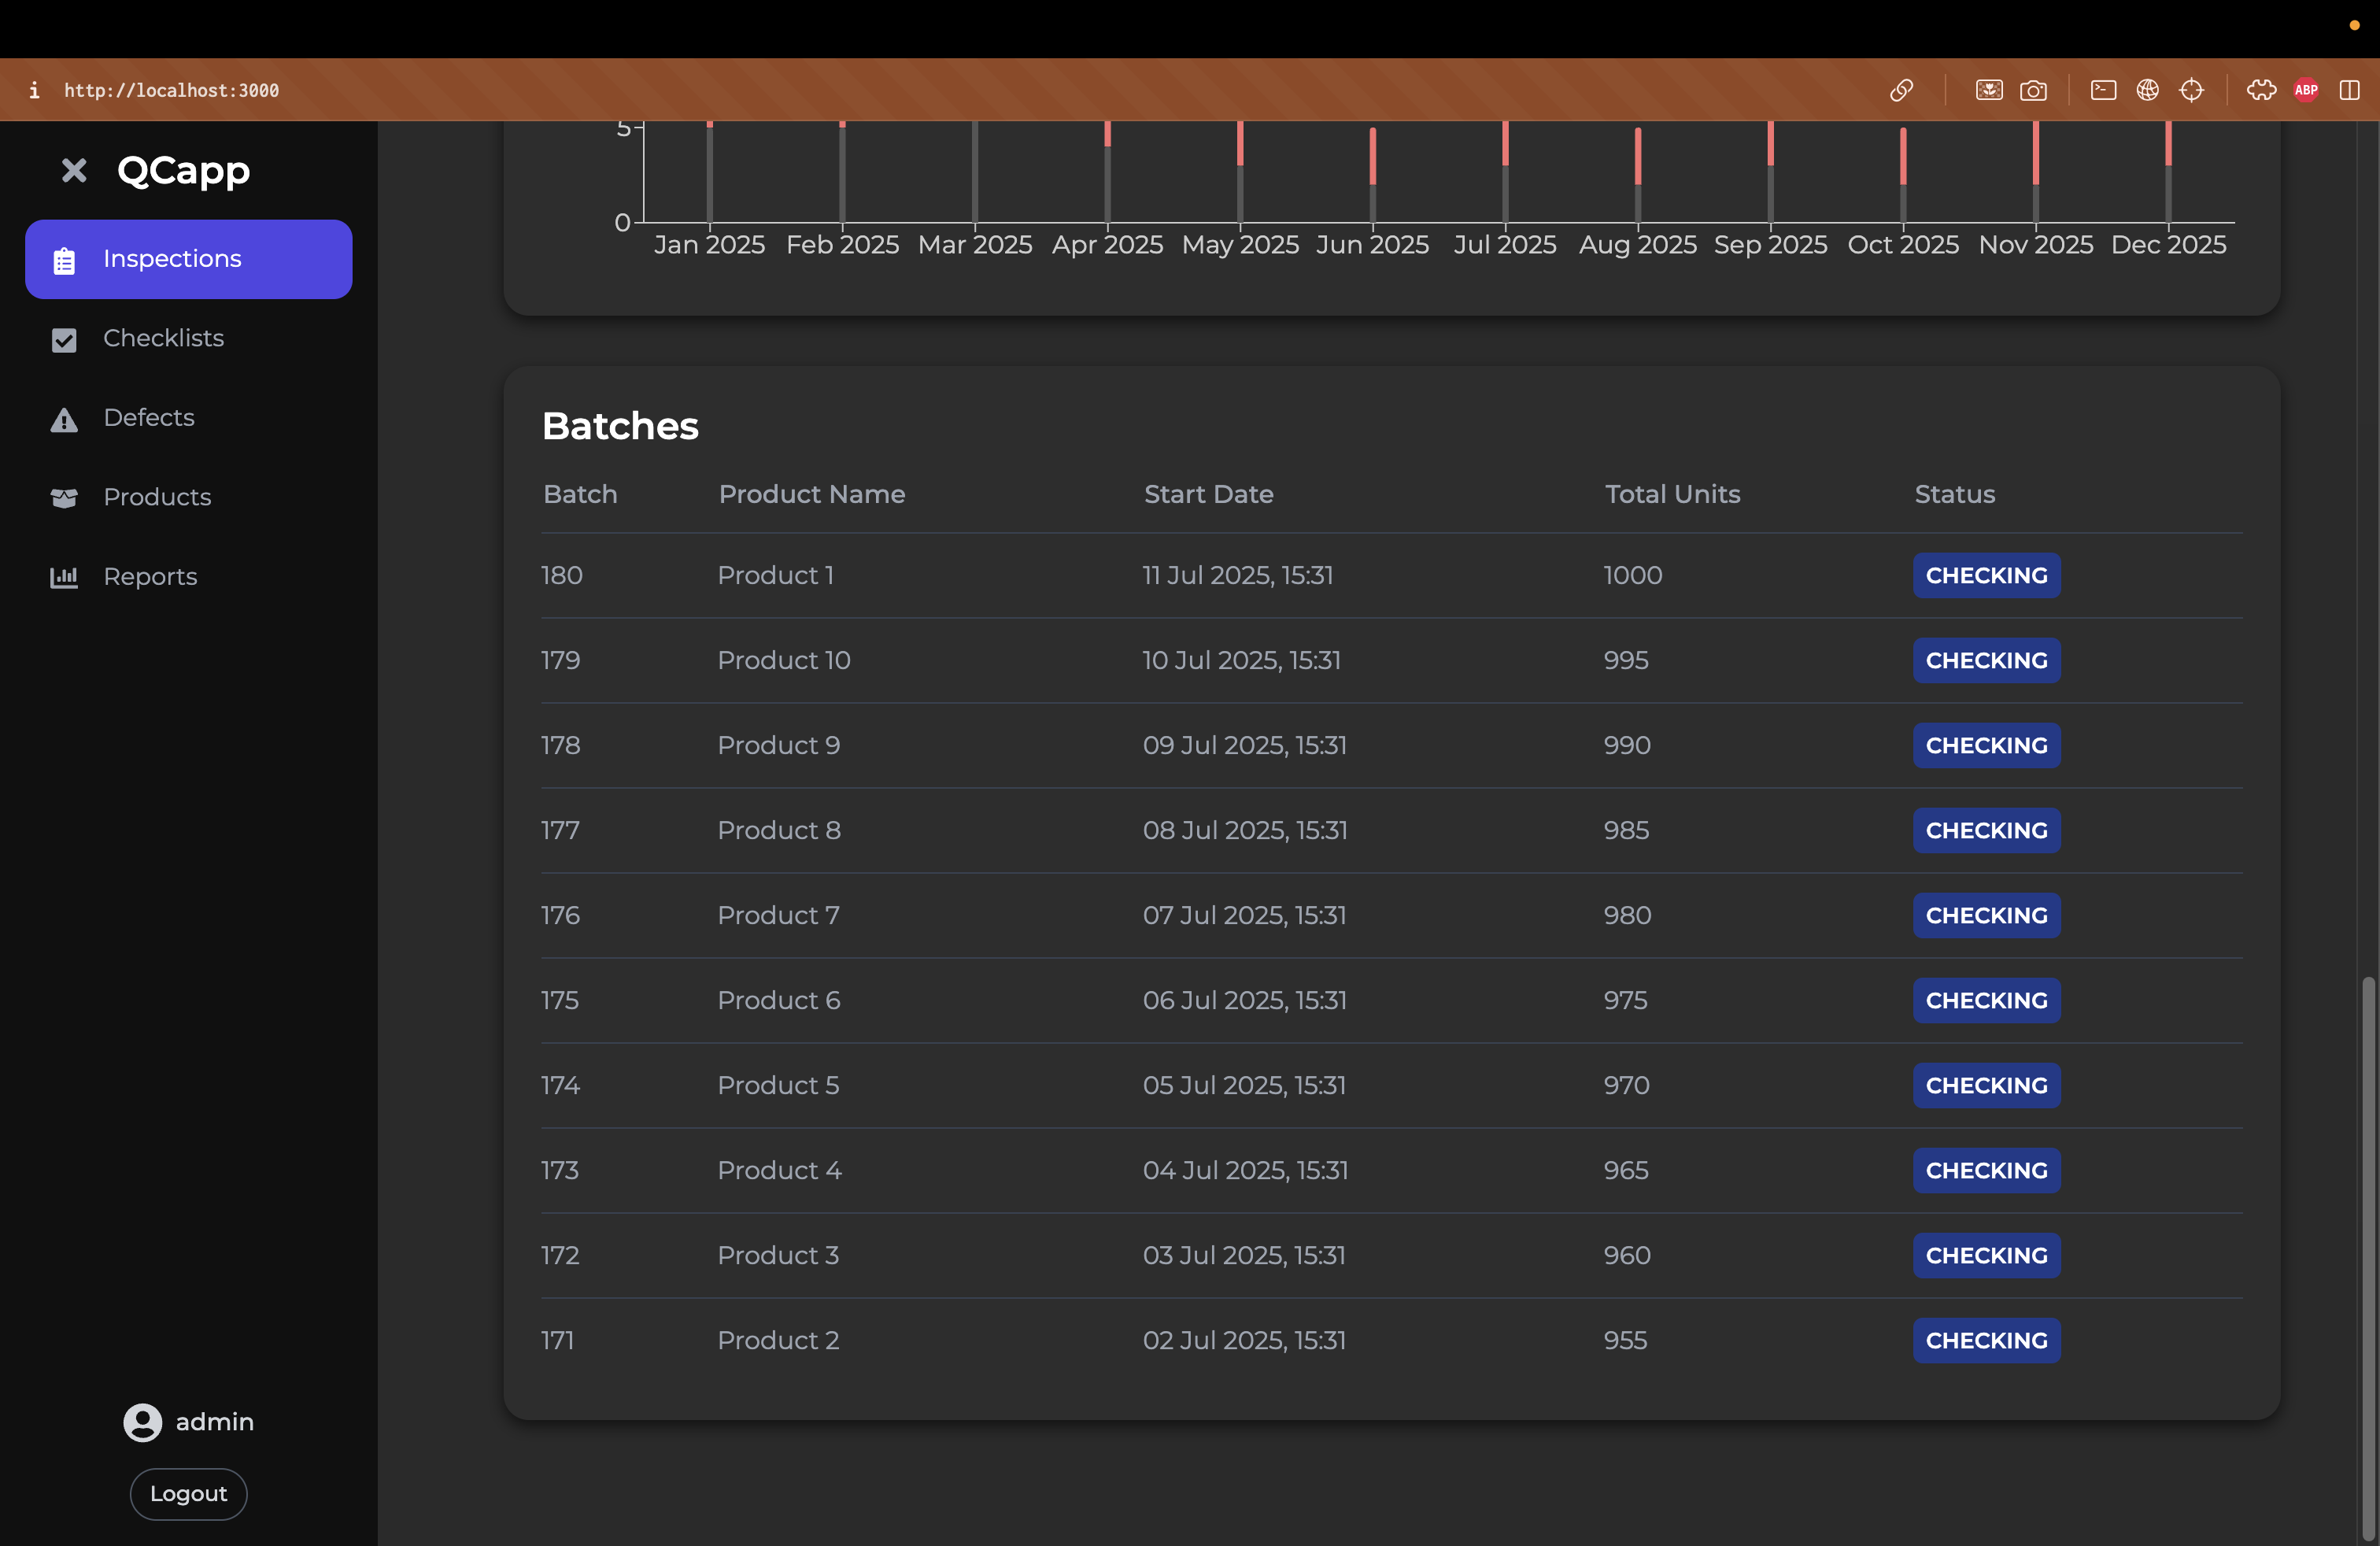 i http://localhost:3000 ABP
QCapp
Inspections
Checklists
Defects
Products
Reports
admin
Logout
5
0
Jan 2025 Feb 2025 Mar 2025 Apr 2025 May 2025 Jun 2025 Jul 2025 Aug 2025 Sep 2025 Oct 2025 Nov 2025 Dec 2025
Batches
Batch Product Name Start Date Total Units Status
180 Product 1 11 Jul 2025, 15:31 1000 CHECKING
179 Product 10 10 Jul 2025, 15:31 995 CHECKING
178 Product 9 09 Jul 2025, 15:31 990 CHECKING
177 Product 8 08 Jul 2025, 15:31 985 CHECKING
176 Product 7 07 Jul 2025, 15:31 980 CHECKING
175 Product 6 06 Jul 2025, 15:31 975 CHECKING
174 Product 5 05 Jul 2025, 15:31 970 CHECKING
173 Product 4 04 Jul 2025, 15:31 965 CHECKING
172 Product 3 03 Jul 2025, 15:31 960 CHECKING
171 Product 2 02 Jul 2025, 15:31 955 CHECKING